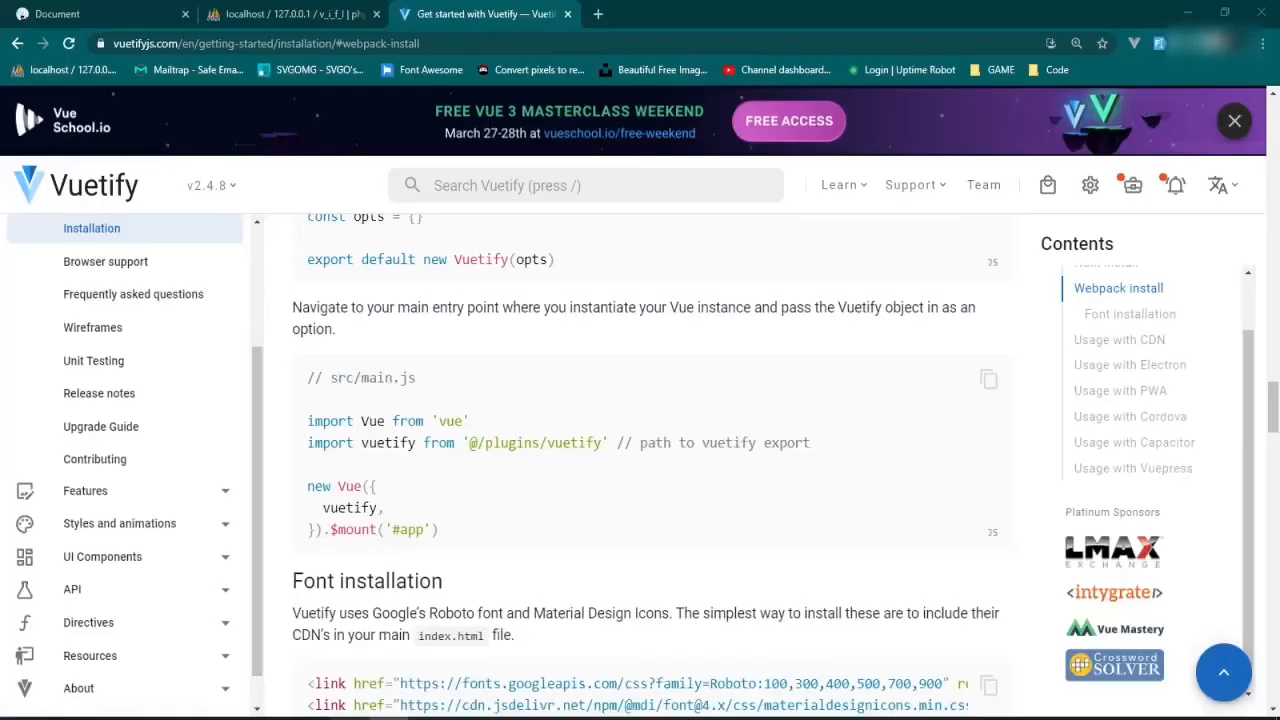 Document
localhost / 127.0.0.1 / v_i_f_l | ph
Get started with Vuetify — Vueti
vuetifyjs.com/en/getting-started/installation/#webpack-install
localhost / 127.0.0....
Mailtrap - Safe Ema...
SVGOMG - SVGO's...
Font Awesome
Convert pixels to re...
Beautiful Free Imag...
Channel dashboard...
Login | Uptime Robot
GAME
Code
Vue
School.io
FREE VUE 3 MASTERCLASS WEEKEND
March 27-28th at vueschool.io/free-weekend
FREE ACCESS
Vuetify
v2.4.8
Search Vuetify (press /)
Learn
Support
Team
Installation
Browser support
Frequently asked questions
Wireframes
Unit Testing
Release notes
Upgrade Guide
Contributing
Features
Styles and animations
UI Components
API
Directives
Resources
About
const opts = {}
export default new Vuetify(opts)
JS
Navigate to your main entry point where you instantiate your Vue instance and pass the Vuetify object in as an
option.
// src/main.js
import Vue from 'vue'
import vuetify from '@/plugins/vuetify' // path to vuetify export
new Vue({
vuetify,
}).$mount('#app')
JS
Font installation
Vuetify uses Google's Roboto font and Material Design Icons. The simplest way to install these are to include their
CDN's in your main index.html file.
<link href="https://fonts.googleapis.com/css?family=Roboto:100,300,400,500,700,900" re
<link href="https://cdn.jsdelivr.net/npm/@mdi/font@4.x/css/materialdesignicons.min.css
Contents
Webpack install
Font installation
Usage with CDN
Usage with Electron
Usage with PWA
Usage with Cordova
Usage with Capacitor
Usage with Vuepress
Platinum Sponsors
LMAX
EXCHANGE
<intygrate/>
Vue Mastery
Crossword
SOLVER